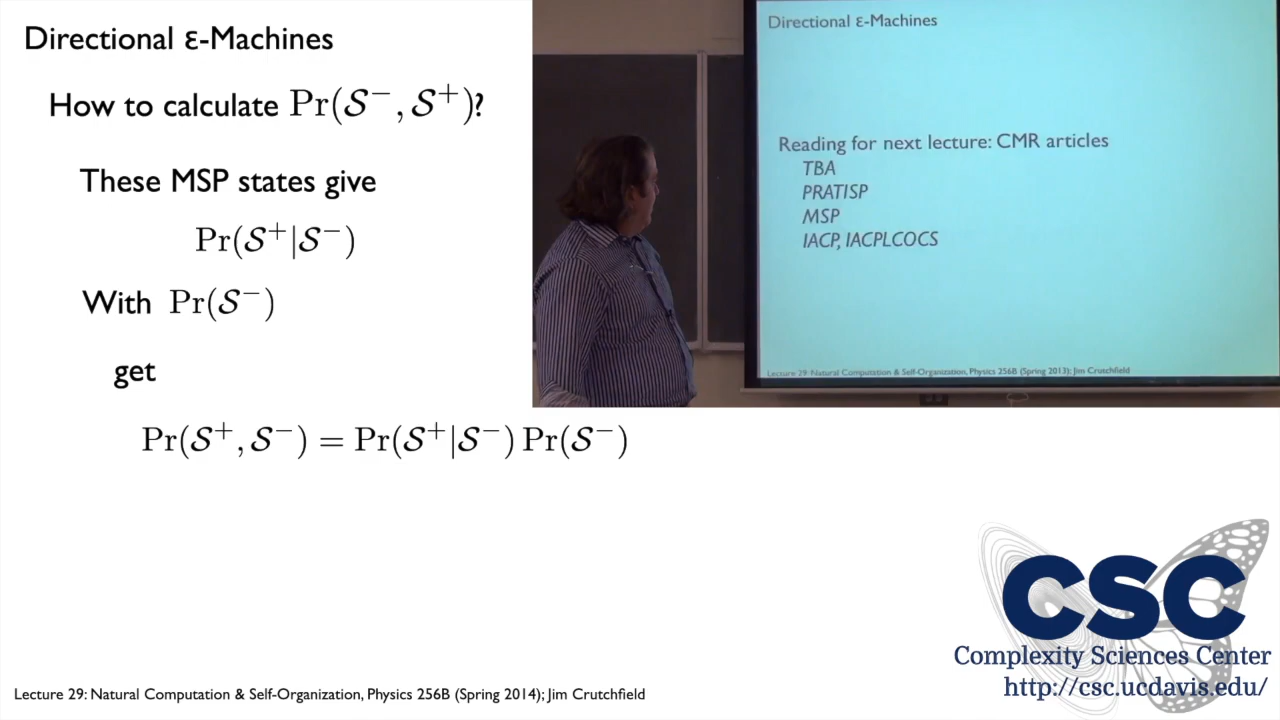 Directional ε-Machines
How to calculate Pr(𝒮⁻, 𝒮⁺)?
These MSP states give
Pr(𝒮⁺|𝒮⁻)
With Pr(𝒮⁻)
get
Pr(𝒮⁺, 𝒮⁻) = Pr(𝒮⁺|𝒮⁻) Pr(𝒮⁻)
Directional ε-Machines
Reading for next lecture: CMR articles
TBA
PRATISP
MSP
IACP, IACPLCOCS
Lecture 29: Natural Computation & Self-Organization, Physics 256B (Spring 2013); Jim Crutchfield
CSC
Complexity Sciences Center
http://csc.ucdavis.edu/
Lecture 29: Natural Computation & Self-Organization, Physics 256B (Spring 2014); Jim Crutchfield